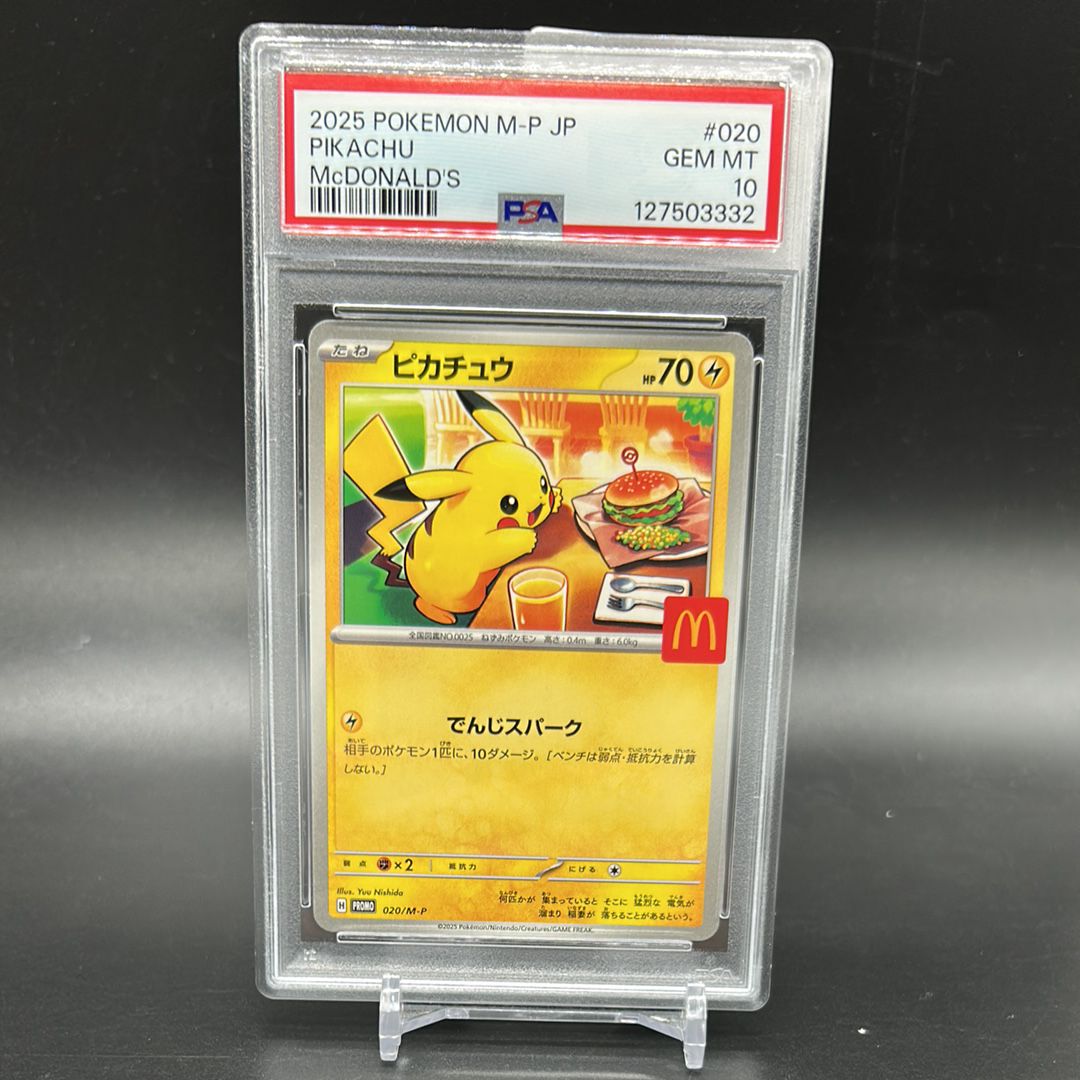 2025 POKEMON M-P JP
#020
PIKACHU
GEM MT
McDONALD'S
10
PSA
127503332
たね
ピカチュウ
HP70
全国図鑑NO.0025 ねずみポケモン 高さ:0.4m 重さ:6.0kg
でんじスパーク
相手のポケモン1匹に、10ダメージ。[ベンチは弱点・抵抗力を計算
しない。]
弱点 ×2 抵抗力 にげる
Illus. Yuu Nishida
何匹かが 集まっていると そこに 猛烈な 電気が
溜まり 稲妻が 落ちることがあるという。
H PROMO 020/M-P
©2025 Pokémon/Nintendo/Creatures/GAME FREAK.